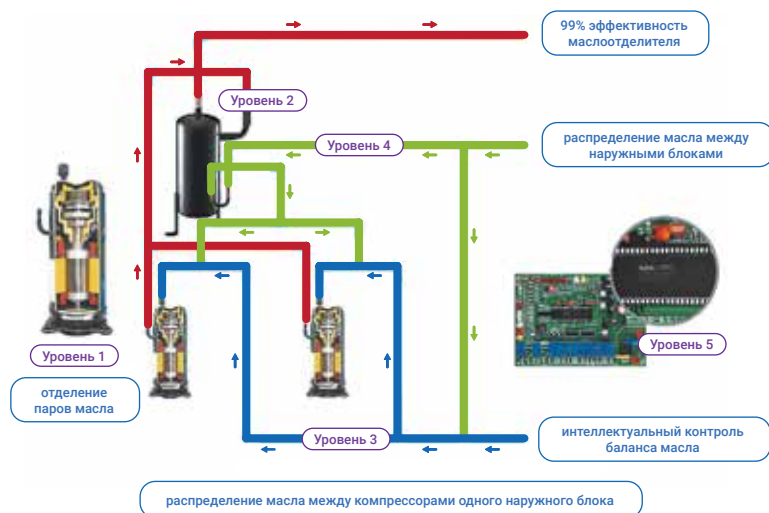 99% эффективность
маслоотделителя
Уровень 2
Уровень 4
распределение масла между
наружными блоками
Уровень 1
отделение
паров масла
Уровень 5
Уровень 3
интеллектуальный контроль
баланса масла
распределение масла между компрессорами одного наружного блока